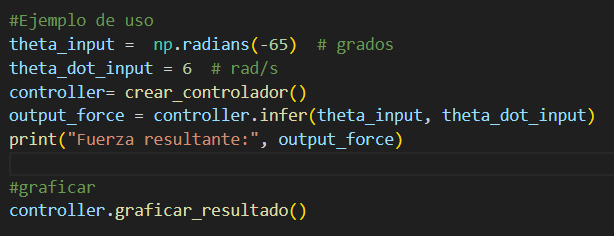 #Ejemplo de uso
theta_input =  np.radians(-65)  # grados
theta_dot_input = 6  # rad/s
controller= crear_controlador()
output_force = controller.infer(theta_input, theta_dot_input)
print("Fuerza resultante:", output_force)
#graficar
controller.graficar_resultado()